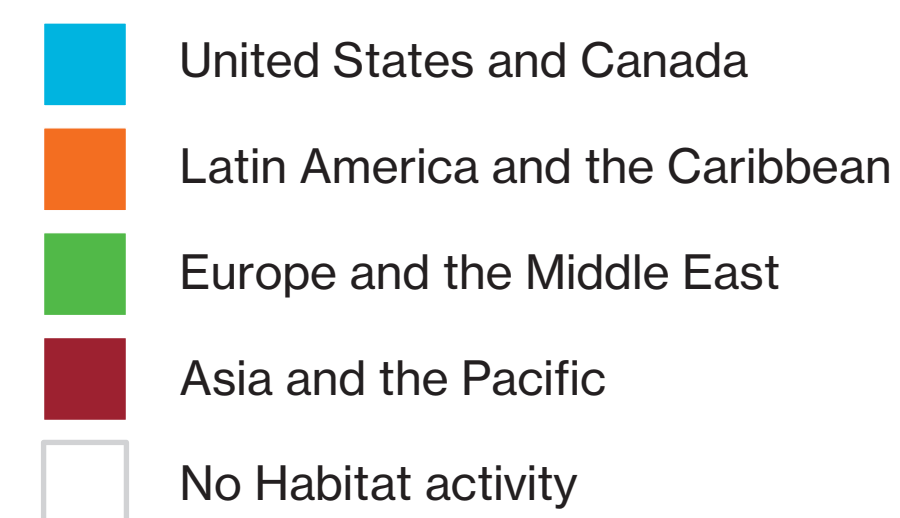 United States and Canada
Latin America and the Caribbean
Europe and the Middle East
Asia and the Pacific
No Habitat activity